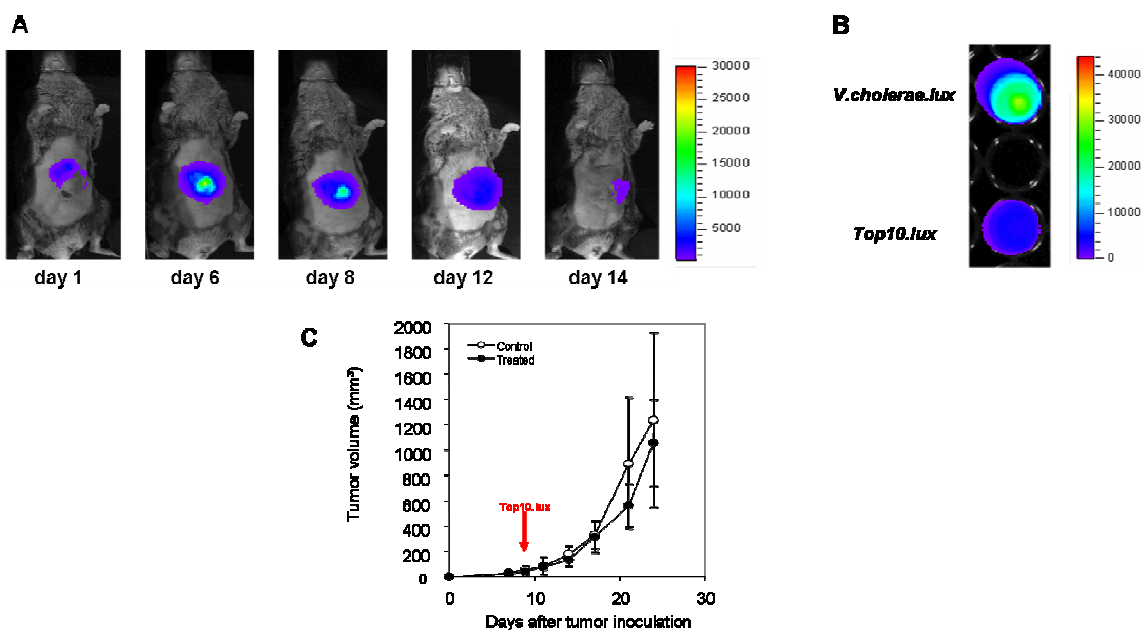 A
30000
25000
20000
15000
10000
5000
day 1
day 6
day 8
day 12
day 14
B
V.cholerae.lux
Top10.lux
40000
30000
20000
10000
0
C
Control
Treated
Tumor volume (mm³)
2000
1800
1600
1400
1200
1000
800
600
400
200
0
Top10.lux
0
10
20
30
Days after tumor inoculation